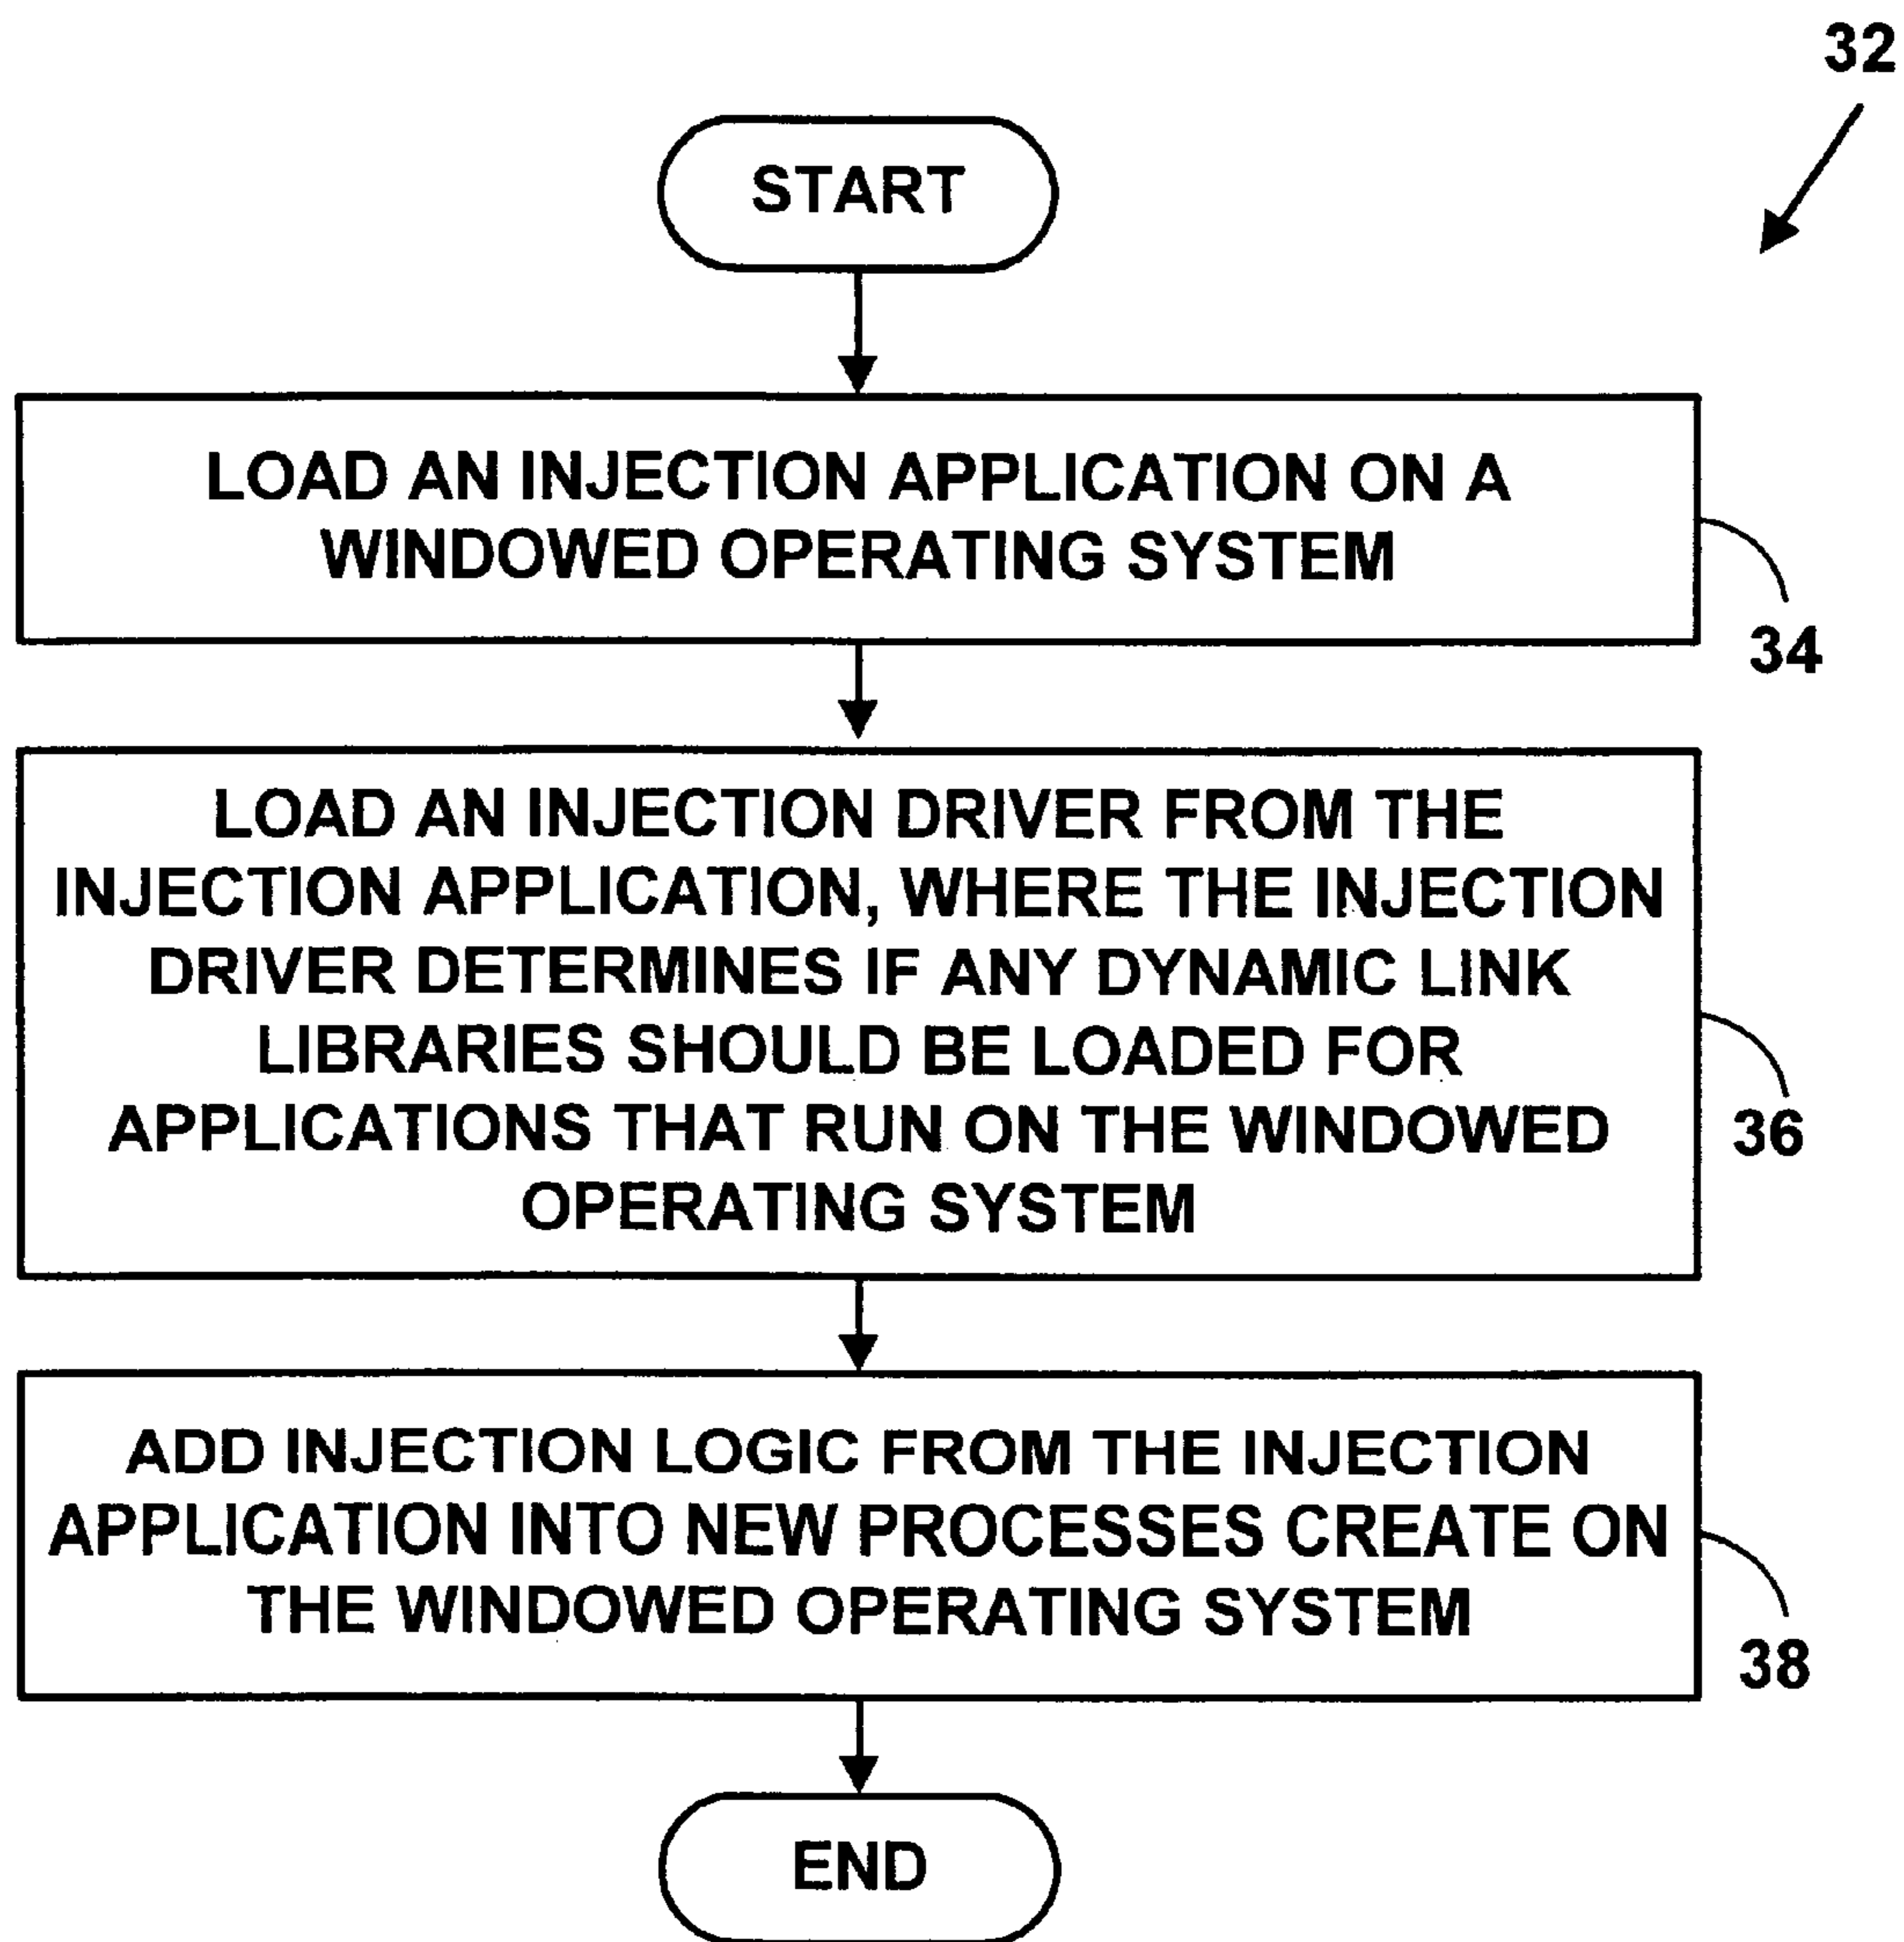 32
START
LOAD AN INJECTION APPLICATION ON A
WINDOWED OPERATING SYSTEM
34
LOAD AN INJECTION DRIVER FROM THE
INJECTION APPLICATION, WHERE THE INJECTION
DRIVER DETERMINES IF ANY DYNAMIC LINK
LIBRARIES SHOULD BE LOADED FOR
APPLICATIONS THAT RUN ON THE WINDOWED
OPERATING SYSTEM
36
ADD INJECTION LOGIC FROM THE INJECTION
APPLICATION INTO NEW PROCESSES CREATE ON
THE WINDOWED OPERATING SYSTEM
38
END